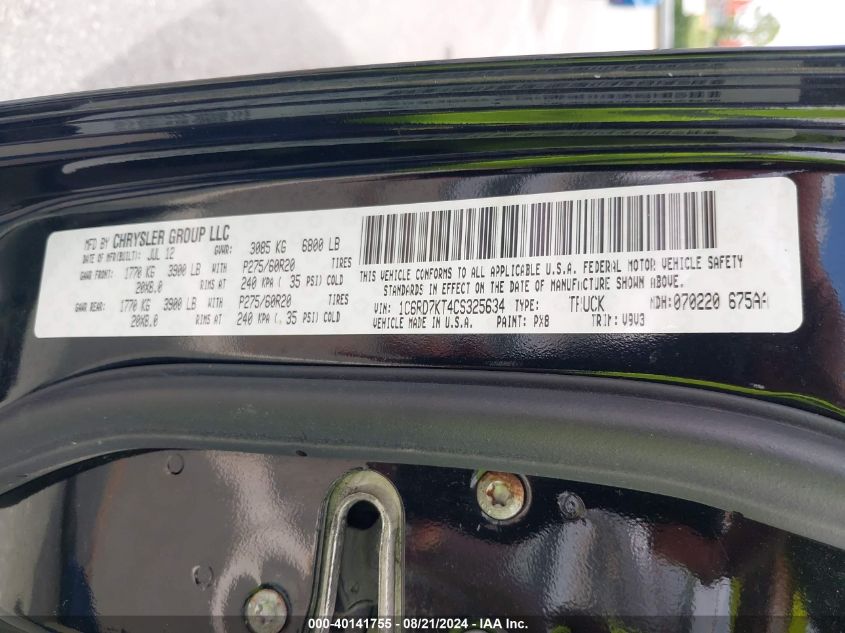 MFD BY CHRYSLER GROUP LLC
DATE OF MFR(BUILT): JUL 12 GVWR: 3085 KG 6800 LB
GAWR FRONT: 1770 KG 3900 LB WITH P275/60R20 TIRES
20X8.0 RIMS AT 240 KPA ( 35 PSI) COLD
GAWR REAR: 1770 KG 3900 LB WITH P275/60R20 TIRES
20X8.0 RIMS AT 240 KPA ( 35 PSI) COLD
THIS VEHICLE CONFORMS TO ALL APPLICABLE U.S.A. FEDERAL MOTOR VEHICLE SAFETY
STANDARDS IN EFFECT ON THE DATE OF MANUFACTURE SHOWN ABOVE.
VIN: 1C6RD7KT4CS325634 TYPE: TRUCK MDH:070220 675AA
VEHICLE MADE IN U.S.A. PAINT: PX8 TRIM: V9V3
000-40141755 - 08/21/2024 - IAA Inc.